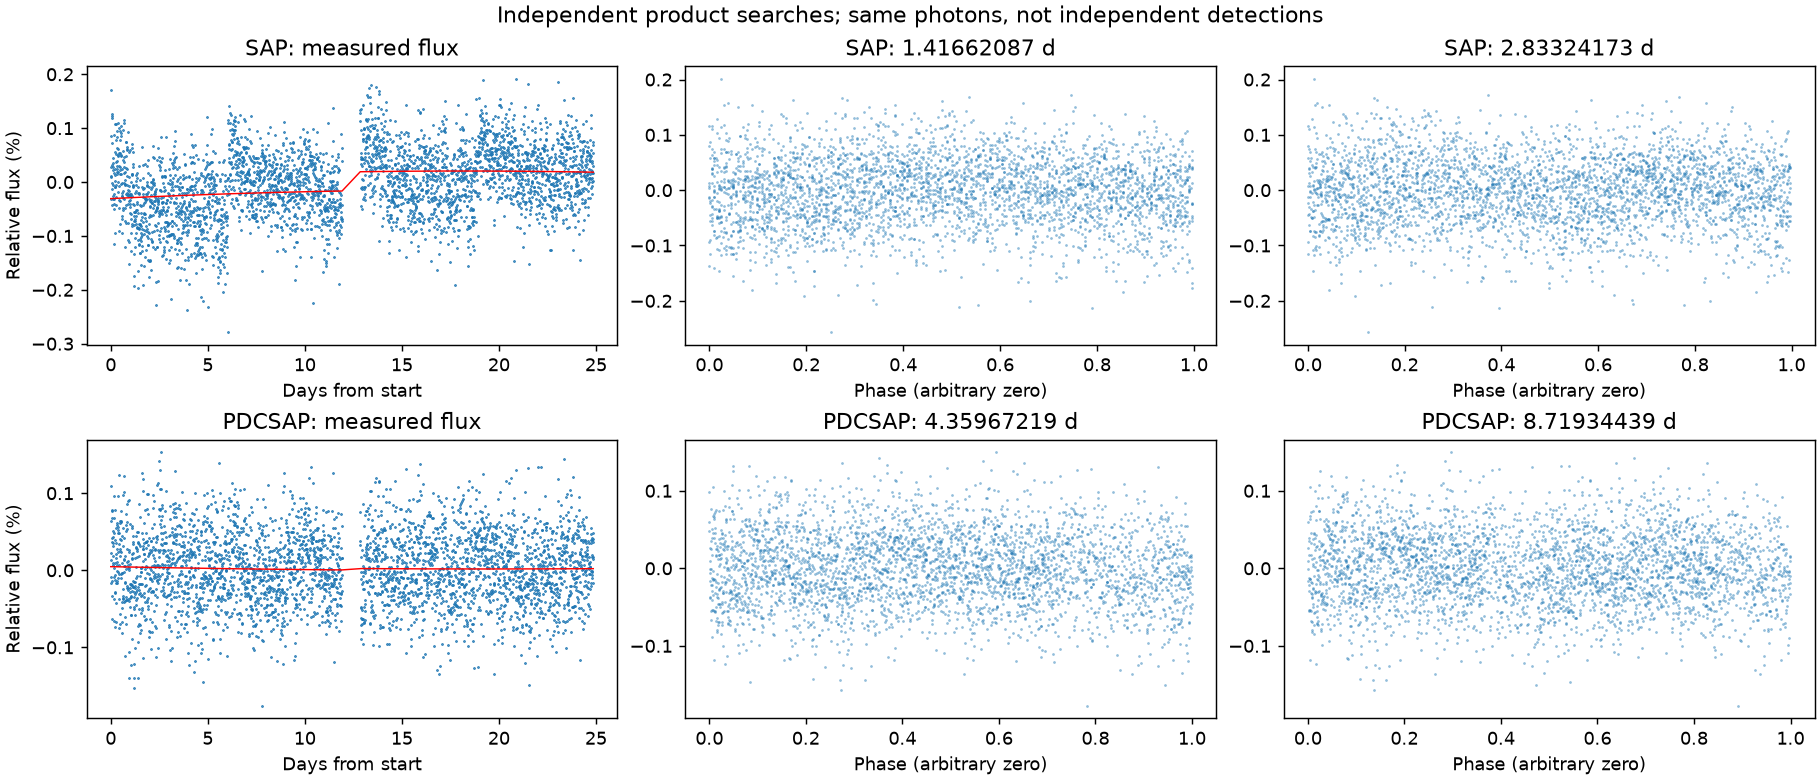 Independent product searches; same photons, not independent detections
SAP: measured flux
Relative flux (%)
0.2
0.1
0.0
−0.1
−0.2
−0.3
0 5 10 15 20 25
Days from start
SAP: 1.41662087 d
0.2
0.1
0.0
−0.1
−0.2
0.0 0.2 0.4 0.6 0.8 1.0
Phase (arbitrary zero)
SAP: 2.83324173 d
0.2
0.1
0.0
−0.1
−0.2
0.0 0.2 0.4 0.6 0.8 1.0
Phase (arbitrary zero)
PDCSAP: measured flux
Relative flux (%)
0.1
0.0
−0.1
0 5 10 15 20 25
Days from start
PDCSAP: 4.35967219 d
0.1
0.0
−0.1
0.0 0.2 0.4 0.6 0.8 1.0
Phase (arbitrary zero)
PDCSAP: 8.71934439 d
0.1
0.0
−0.1
0.0 0.2 0.4 0.6 0.8 1.0
Phase (arbitrary zero)